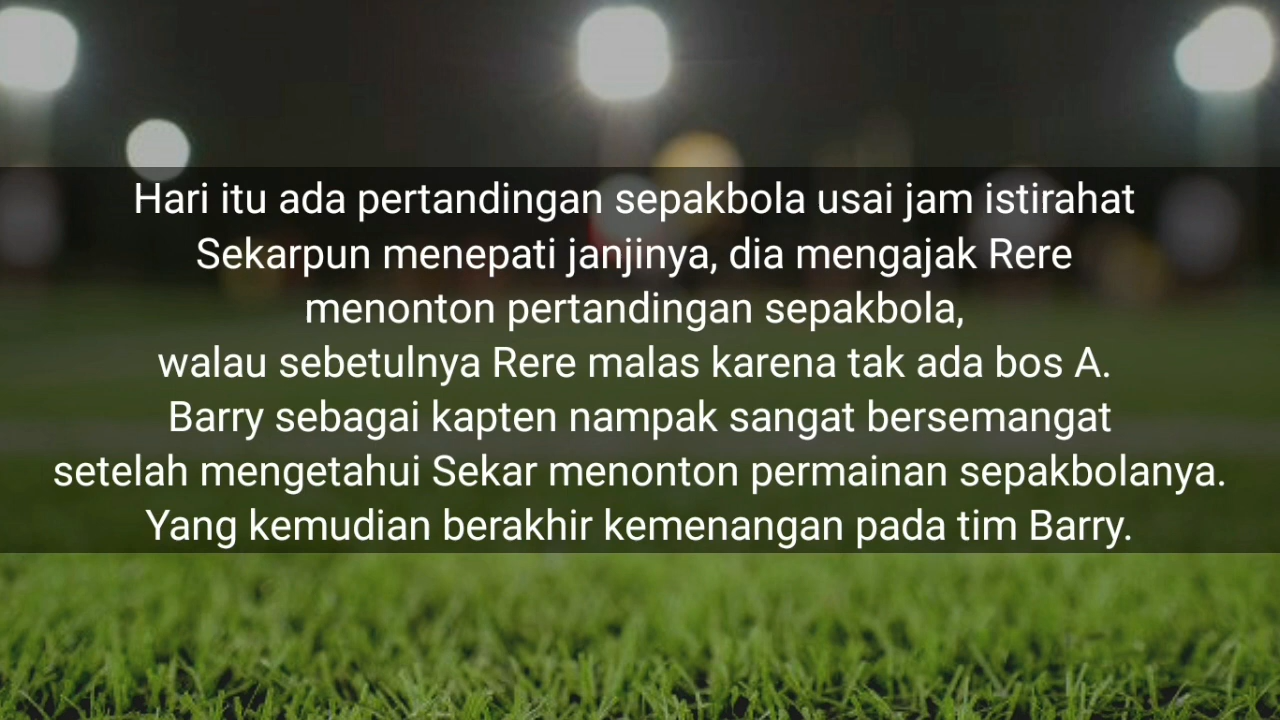 Hari itu ada pertandingan sepakbola usai jam istirahat
Sekarpun menepati janjinya, dia mengajak Rere
menonton pertandingan sepakbola,
walau sebetulnya Rere malas karena tak ada bos A.
Barry sebagai kapten nampak sangat bersemangat
setelah mengetahui Sekar menonton permainan sepakbolanya.
Yang kemudian berakhir kemenangan pada tim Barry.